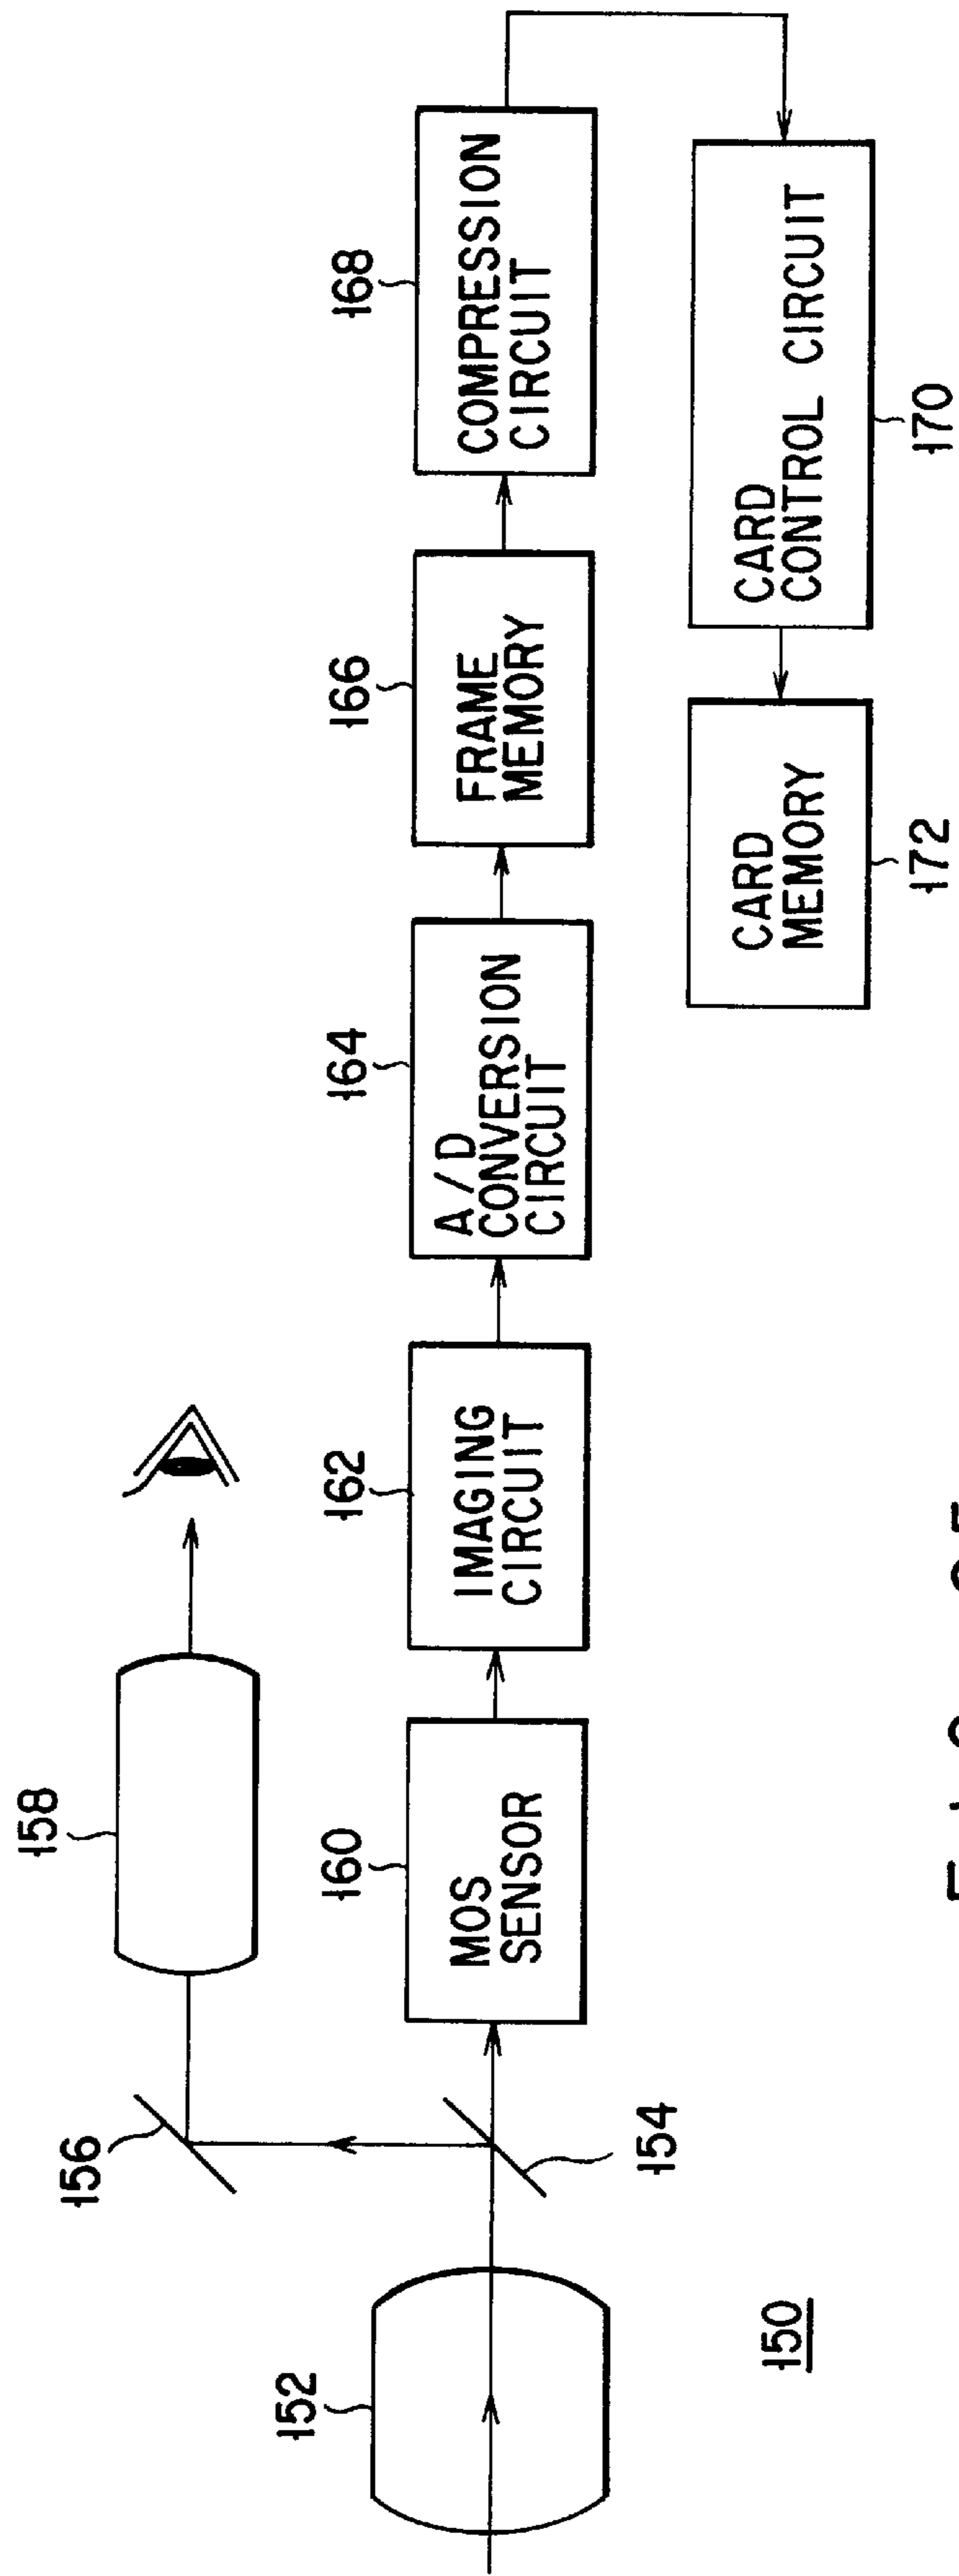 158
156
152
154
150
160
MOS
SENSOR
162
IMAGING
CIRCUIT
164
A/D
CONVERSION
CIRCUIT
166
FRAME
MEMORY
168
COMPRESSION
CIRCUIT
CARD
CONTROL CIRCUIT
170
CARD
MEMORY
172